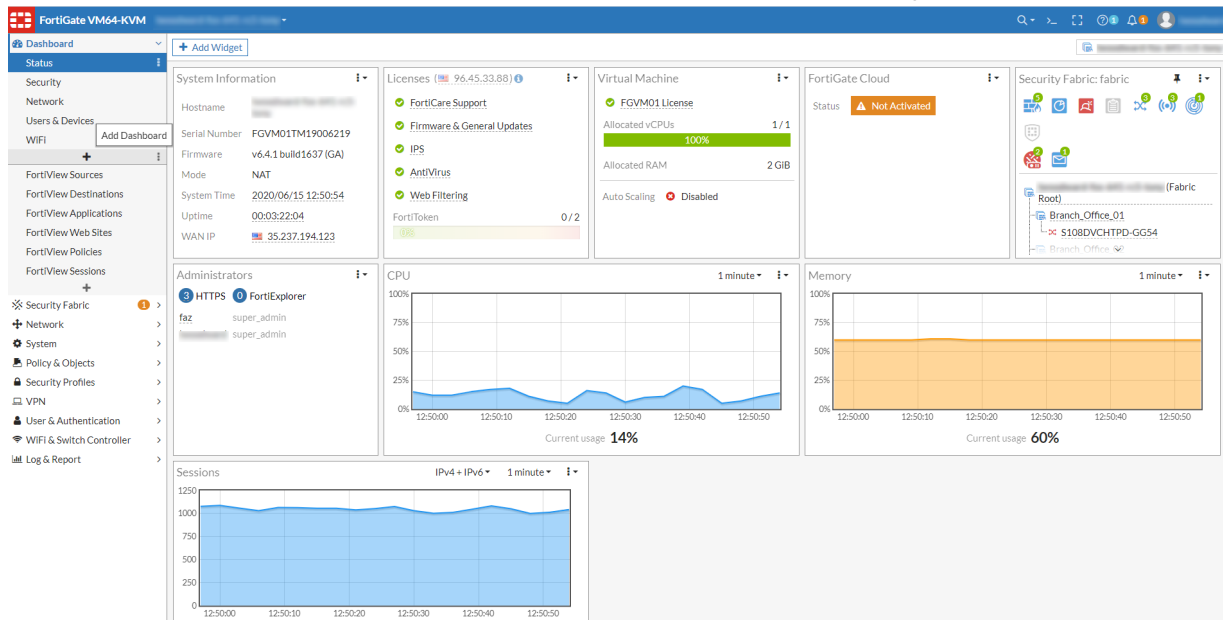 FortiGate VM64-KVM
1
1
Dashboard
Status
Security
Network
Users & Devices
WiFi
Add Dashboard
+
FortiView Sources
FortiView Destinations
FortiView Applications
FortiView Web Sites
FortiView Policies
FortiView Sessions
+
Security Fabric 1
Network
System
Policy & Objects
Security Profiles
VPN
User & Authentication
WiFi & Switch Controller
Log & Report
+ Add Widget
System Information
Hostname
Serial Number FGVM01TM19006219
Firmware v6.4.1 build1637 (GA)
Mode NAT
System Time 2020/06/15 12:50:54
Uptime 00:03:22:04
WAN IP 35.237.194.123
Licenses (96.45.33.88)
FortiCare Support
Firmware & General Updates
IPS
AntiVirus
Web Filtering
FortiToken 0 / 2
0%
Virtual Machine
FGVM01 License
Allocated vCPUs 1 / 1
100%
Allocated RAM 2 GiB
Auto Scaling Disabled
FortiGate Cloud
Status Not Activated
Security Fabric: fabric
5 3 3 1
2 1
(Fabric
Root)
Branch_Office_01
S108DVCHTPD-GG54
Branch_Office_02
Administrators
3 HTTPS 0 FortiExplorer
faz super_admin
super_admin
CPU 1 minute
100%
75%
50%
25%
0%
12:50:00 12:50:10 12:50:20 12:50:30 12:50:40 12:50:50
Current usage 14%
Memory 1 minute
100%
75%
50%
25%
0%
12:50:00 12:50:10 12:50:20 12:50:30 12:50:40 12:50:50
Current usage 60%
Sessions IPv4 + IPv6 1 minute
1250
1000
750
500
250
0
12:50:00 12:50:10 12:50:20 12:50:30 12:50:40 12:50:50